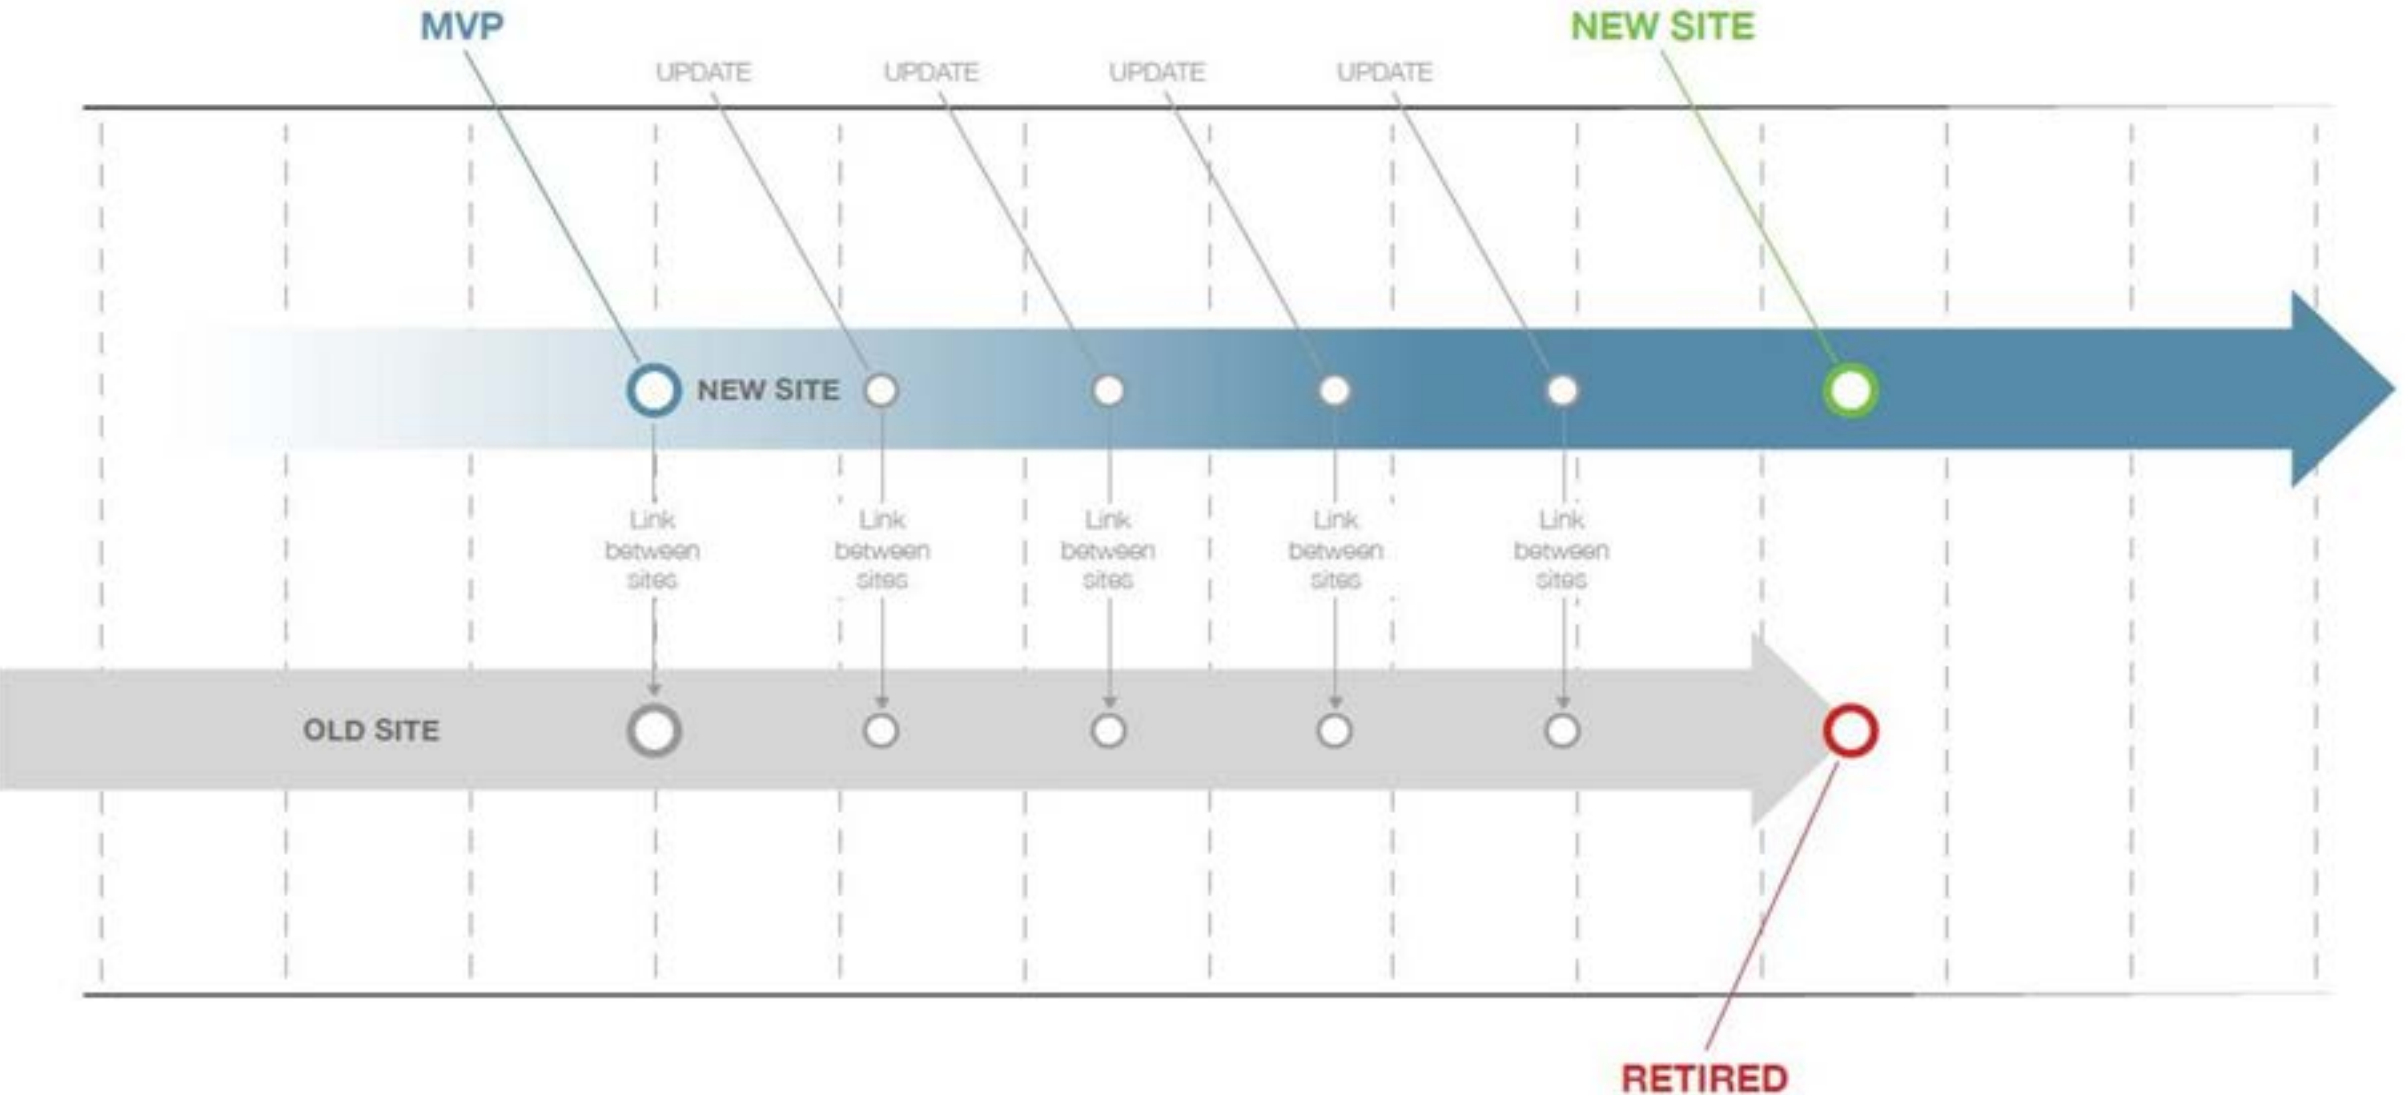 MVP
NEW SITE
UPDATE
UPDATE
UPDATE
UPDATE
NEW SITE
Link
between
sites
Link
between
sites
Link
between
sites
Link
between
sites
Link
between
sites
OLD SITE
RETIRED